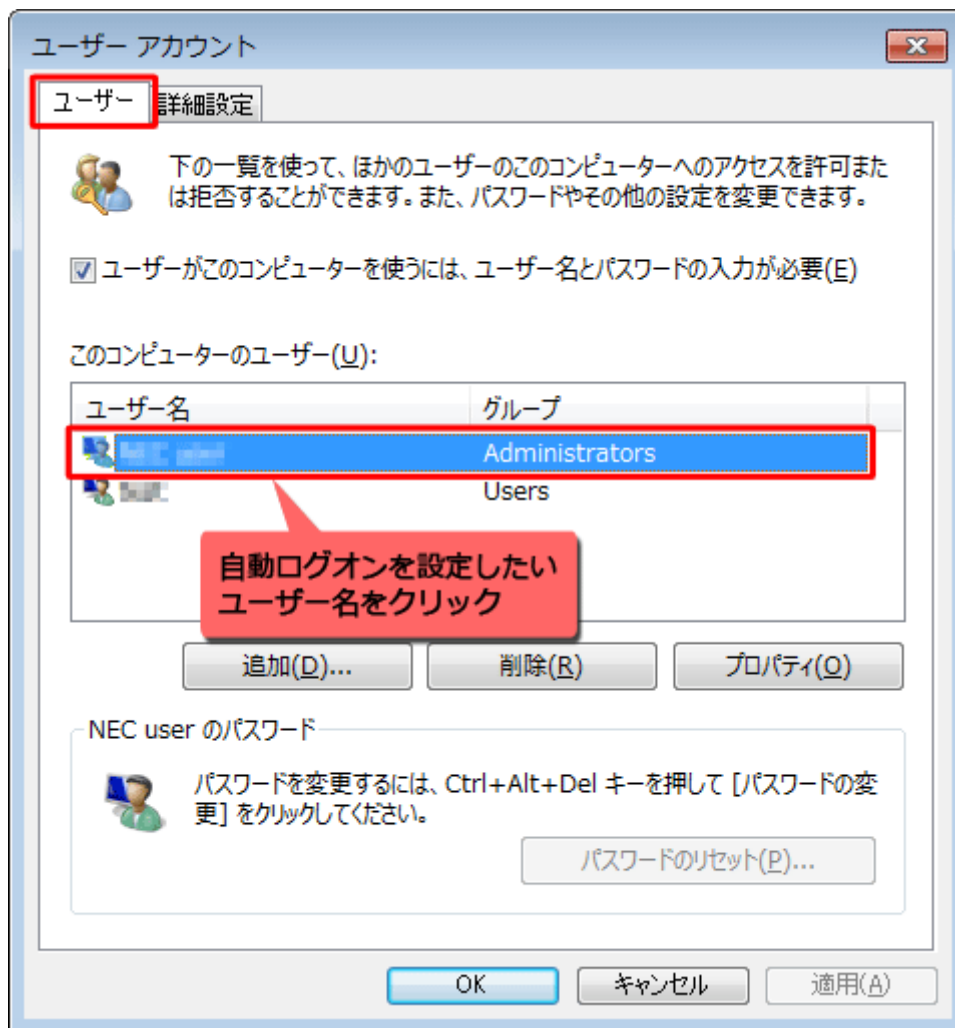 ユーザー アカウント
ユーザー 詳細設定
下の一覧を使って、ほかのユーザーのこのコンピューターへのアクセスを許可また
は拒否することができます。また、パスワードやその他の設定を変更できます。
ユーザーがこのコンピューターを使うには、ユーザー名とパスワードの入力が必要(E)
このコンピューターのユーザー(U):
ユーザー名 グループ
Administrators
Users
自動ログオンを設定したい
ユーザー名をクリック
追加(D)... 削除(R) プロパティ(O)
NEC user のパスワード
パスワードを変更するには、Ctrl+Alt+Del キーを押して [パスワードの変
更] をクリックしてください。
パスワードのリセット(P)...
OK キャンセル 適用(A)